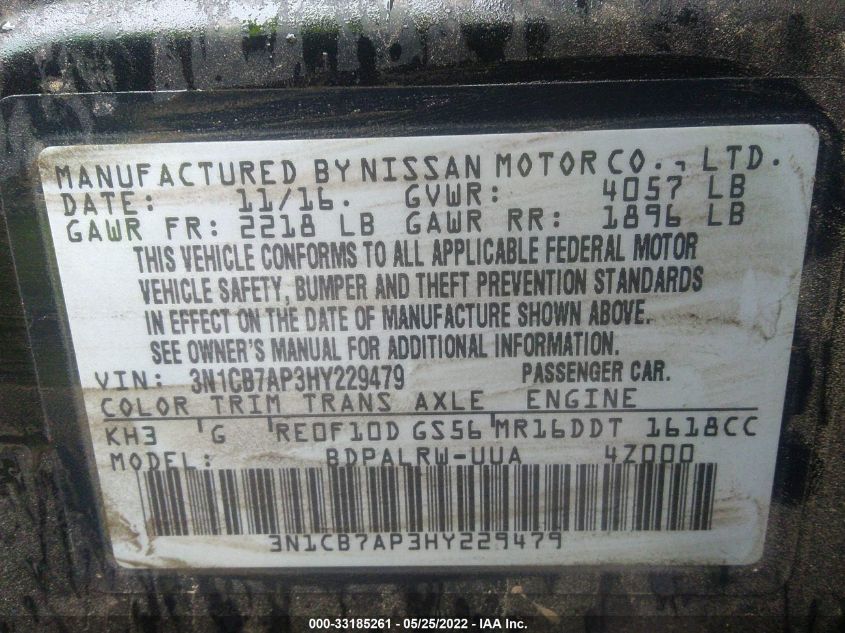 MANUFACTURED BY NISSAN MOTOR CO., LTD.
DATE: 11/16. GVWR: 4057 LB
GAWR FR: 2218 LB GAWR RR: 1896 LB
THIS VEHICLE CONFORMS TO ALL APPLICABLE FEDERAL MOTOR
VEHICLE SAFETY, BUMPER AND THEFT PREVENTION STANDARDS
IN EFFECT ON THE DATE OF MANUFACTURE SHOWN ABOVE.
SEE OWNER'S MANUAL FOR ADDITIONAL INFORMATION.
VIN: 3N1CB7AP3HY229479 PASSENGER CAR.
COLOR TRIM TRANS AXLE ENGINE
KH3 G RE0F10D GS56 MR16DDT 1618CC
MODEL: BDPALRW-UUA 4Z000
3N1CB7AP3HY229479
000-33185261 - 05/25/2022 - IAA Inc.